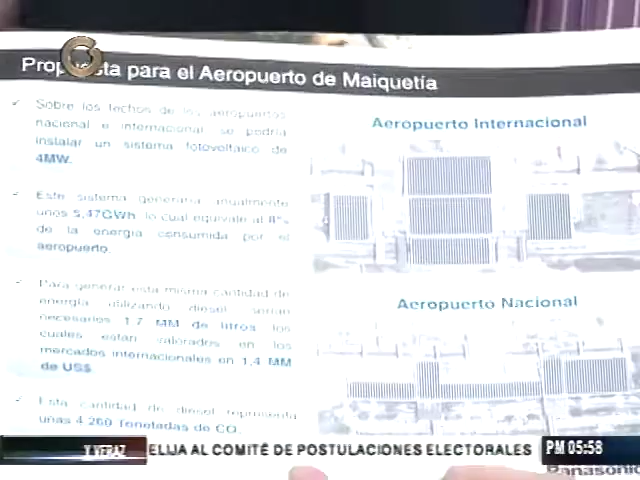 Propuesta para el Aeropuerto de Maiquetía
✓ Sobre los techos de los aeropuertos
nacional e internacional se podría
instalar un sistema fotovoltaico de
4MW.
Este sistema generaría anualmente
unos 5,47GWh lo cual equivale al 8%
de la energía consumida por el
aeropuerto.
Para generar esta misma cantidad de
energía utilizando diesel serían
necesarios 1.7 MM de litros los
cuales están valorados en los
mercados internacionales en 1,4 MM
de US$
Esta cantidad de diesel representa
unas 4.260 Toneladas de CO
Aeropuerto Internacional
Aeropuerto Nacional
Y VERAZ ELIJA AL COMITÉ DE POSTULACIONES ELECTORALES PM 05:58
Panasonic